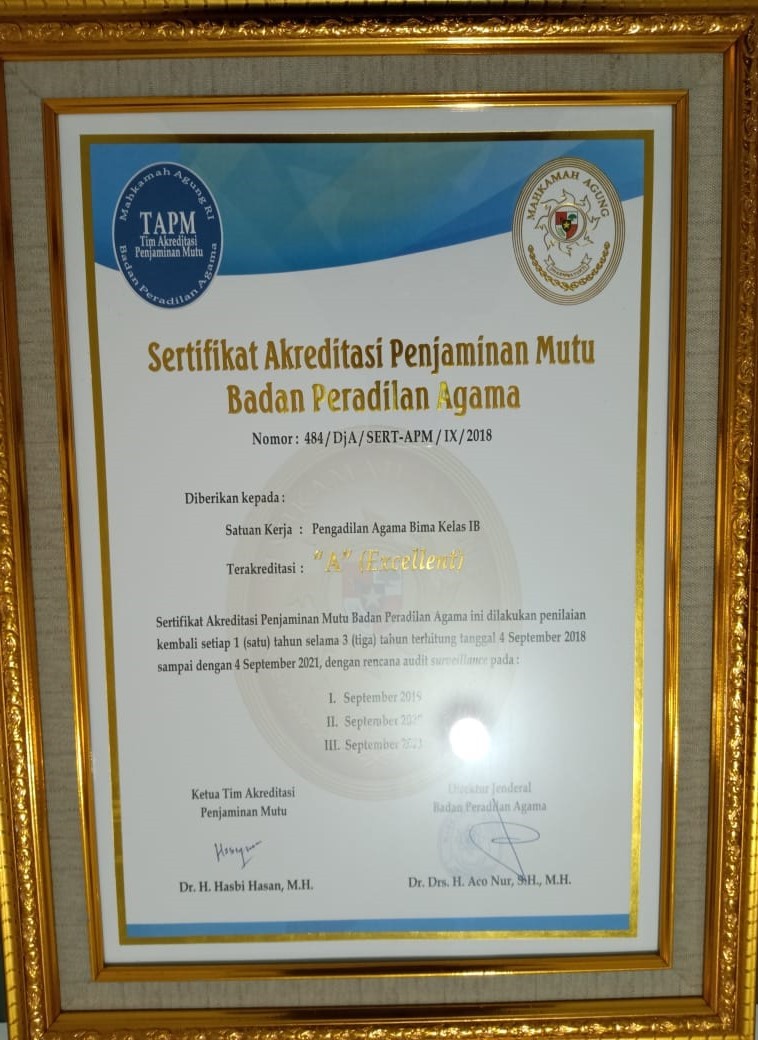 Mahkamah Agung RI
TAPM
Tim Akreditasi
Penjaminan Mutu
Badan Peradilan Agama
MAHKAMAH AGUNG
Sertifikat Akreditasi Penjaminan Mutu
Badan Peradilan Agama
Nomor : 484 / DjA / SERT-APM / IX / 2018
Diberikan kepada :
Satuan Kerja : Pengadilan Agama Bima Kelas IB
Terakreditasi : "A" (Excellent)
Sertifikat Akreditasi Penjaminan Mutu Badan Peradilan Agama ini dilakukan penilaian
kembali setiap 1 (satu) tahun selama 3 (tiga) tahun terhitung tanggal 4 September 2018
sampai dengan 4 September 2021, dengan rencana audit surveillance pada :
I. September 2019
II. September
III. September
Ketua Tim Akreditasi
Penjaminan Mutu
Direktur Jenderal
Badan Peradilan Agama
Dr. H. Hasbi Hasan, M.H.
Dr. Drs. H. Aco Nur, S.H., M.H.